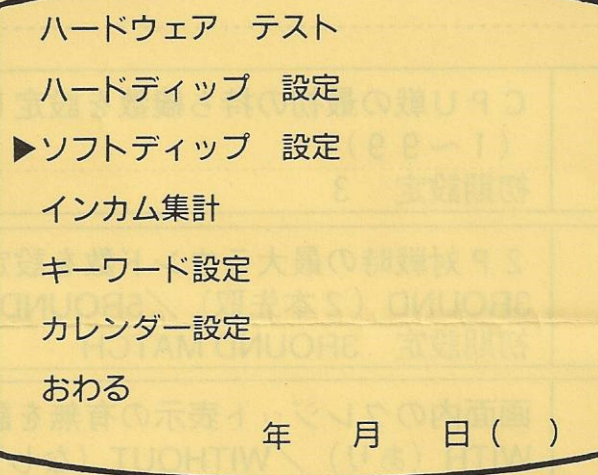 ハードウェア テスト
ハードディップ 設定
▶ソフトディップ 設定
インカム集計
キーワード設定
カレンダー設定
おわる
年 月 日( )